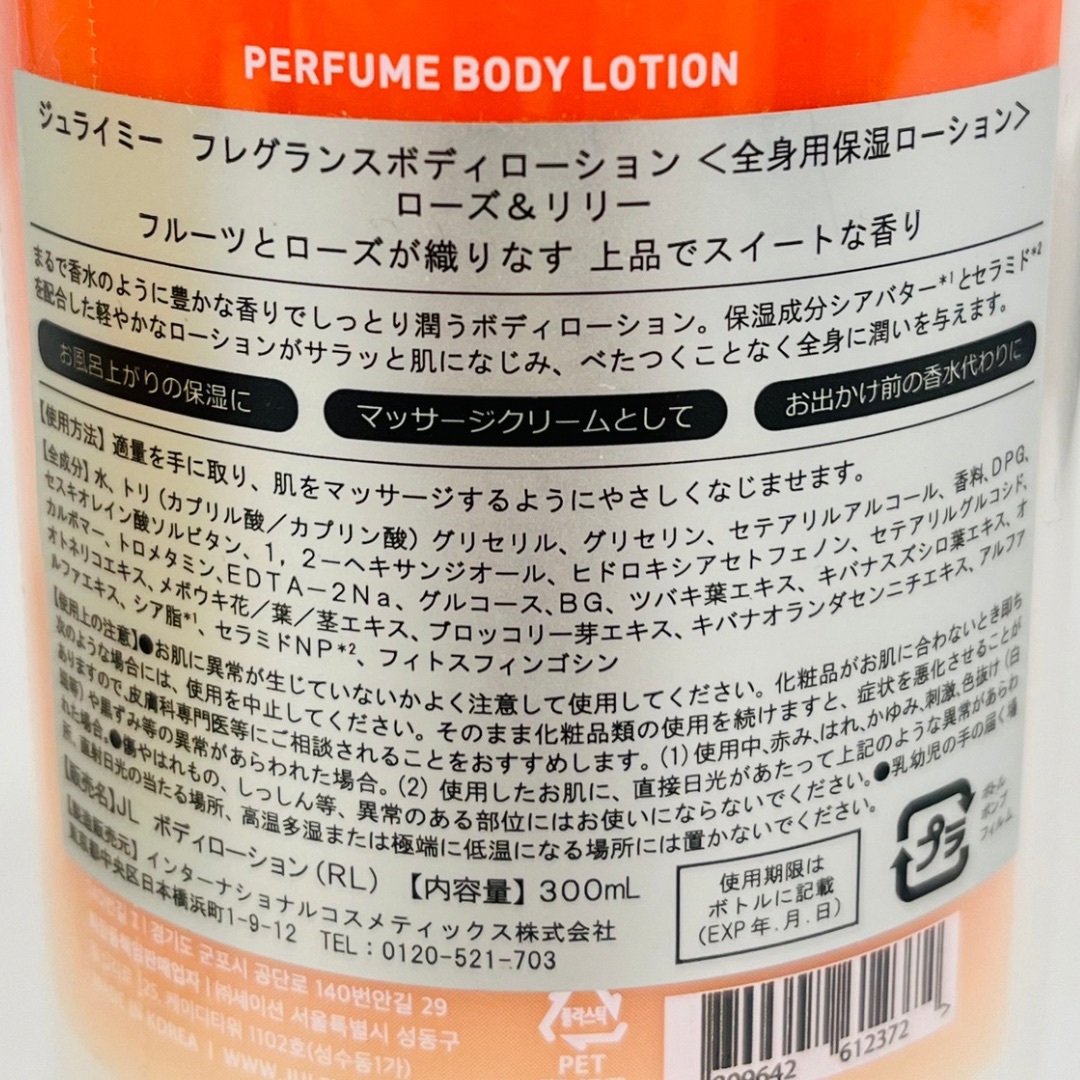 PERFUME BODY LOTION
ジュライミー フレグランスボディローション ＜全身用保湿ローション＞
ローズ＆リリー
フルーツとローズが織りなす 上品でスイートな香り
まるで香水のように豊かな香りでしっとり潤うボディローション。保湿成分シアバター*1とセラミド*2
を配合した軽やかなローションがサラッと肌になじみ、べたつくことなく全身に潤いを与えます。
お風呂上がりの保湿に マッサージクリームとして お出かけ前の香水代わりに
【使用方法】適量を手に取り、肌をマッサージするようにやさしくなじませます。
【全成分】水、トリ（カプリル酸／カプリン酸）グリセリル、グリセリン、セテアリルアルコール、香料、DPG、
セスキオレイン酸ソルビタン、1，2－ヘキサンジオール、ヒドロキシアセトフェノン、セテアリルグルコシド、
カルボマー、トロメタミン、EDTA－2Na、グルコース、BG、ツバキ葉エキス、キバナスズシロ葉エキス、オ
オトネリコエキス、メボウキ花／葉／茎エキス、ブロッコリー芽エキス、キバナオランダセンニチエキス、アルファ
ルファエキス、シア脂*1、セラミドNP*2、フィトスフィンゴシン
【使用上の注意】●お肌に異常が生じていないかよく注意して使用してください。化粧品がお肌に合わないとき即ち
次のような場合には、使用を中止してください。そのまま化粧品類の使用を続けますと、症状を悪化させることが
ありますので、皮膚科専門医等にご相談されることをおすすめします。(1)使用中、赤み、はれ、かゆみ、刺激、色抜け(白
斑等)や黒ずみ等の異常があらわれた場合。(2)使用したお肌に、直接日光があたって上記のような異常があらわ
れた場合。●傷やはれもの、しっしん等、異常のある部位にはお使いにならないでください。●乳幼児の手の届く場
所、直射日光の当たる場所、高温多湿または極端に低温になる場所には置かないでください。
【販売名】JL ボディローション(RL) 【内容量】300mL
【製造販売元】インターナショナルコスメティックス株式会社
東京都中央区日本橋浜町1-9-12 TEL：0120-521-703
使用期限は
ボトルに記載
(EXP年.月.日)
プラ
ボトル
ポンプ
フィルム
경기도 군포시 공단로 140번안길 29
㈜세이션 서울특별시 성동구
25, 케이디타워 1102호(성수동1가)
KOREA | WWW.
플라스틱
PET
809642 612372